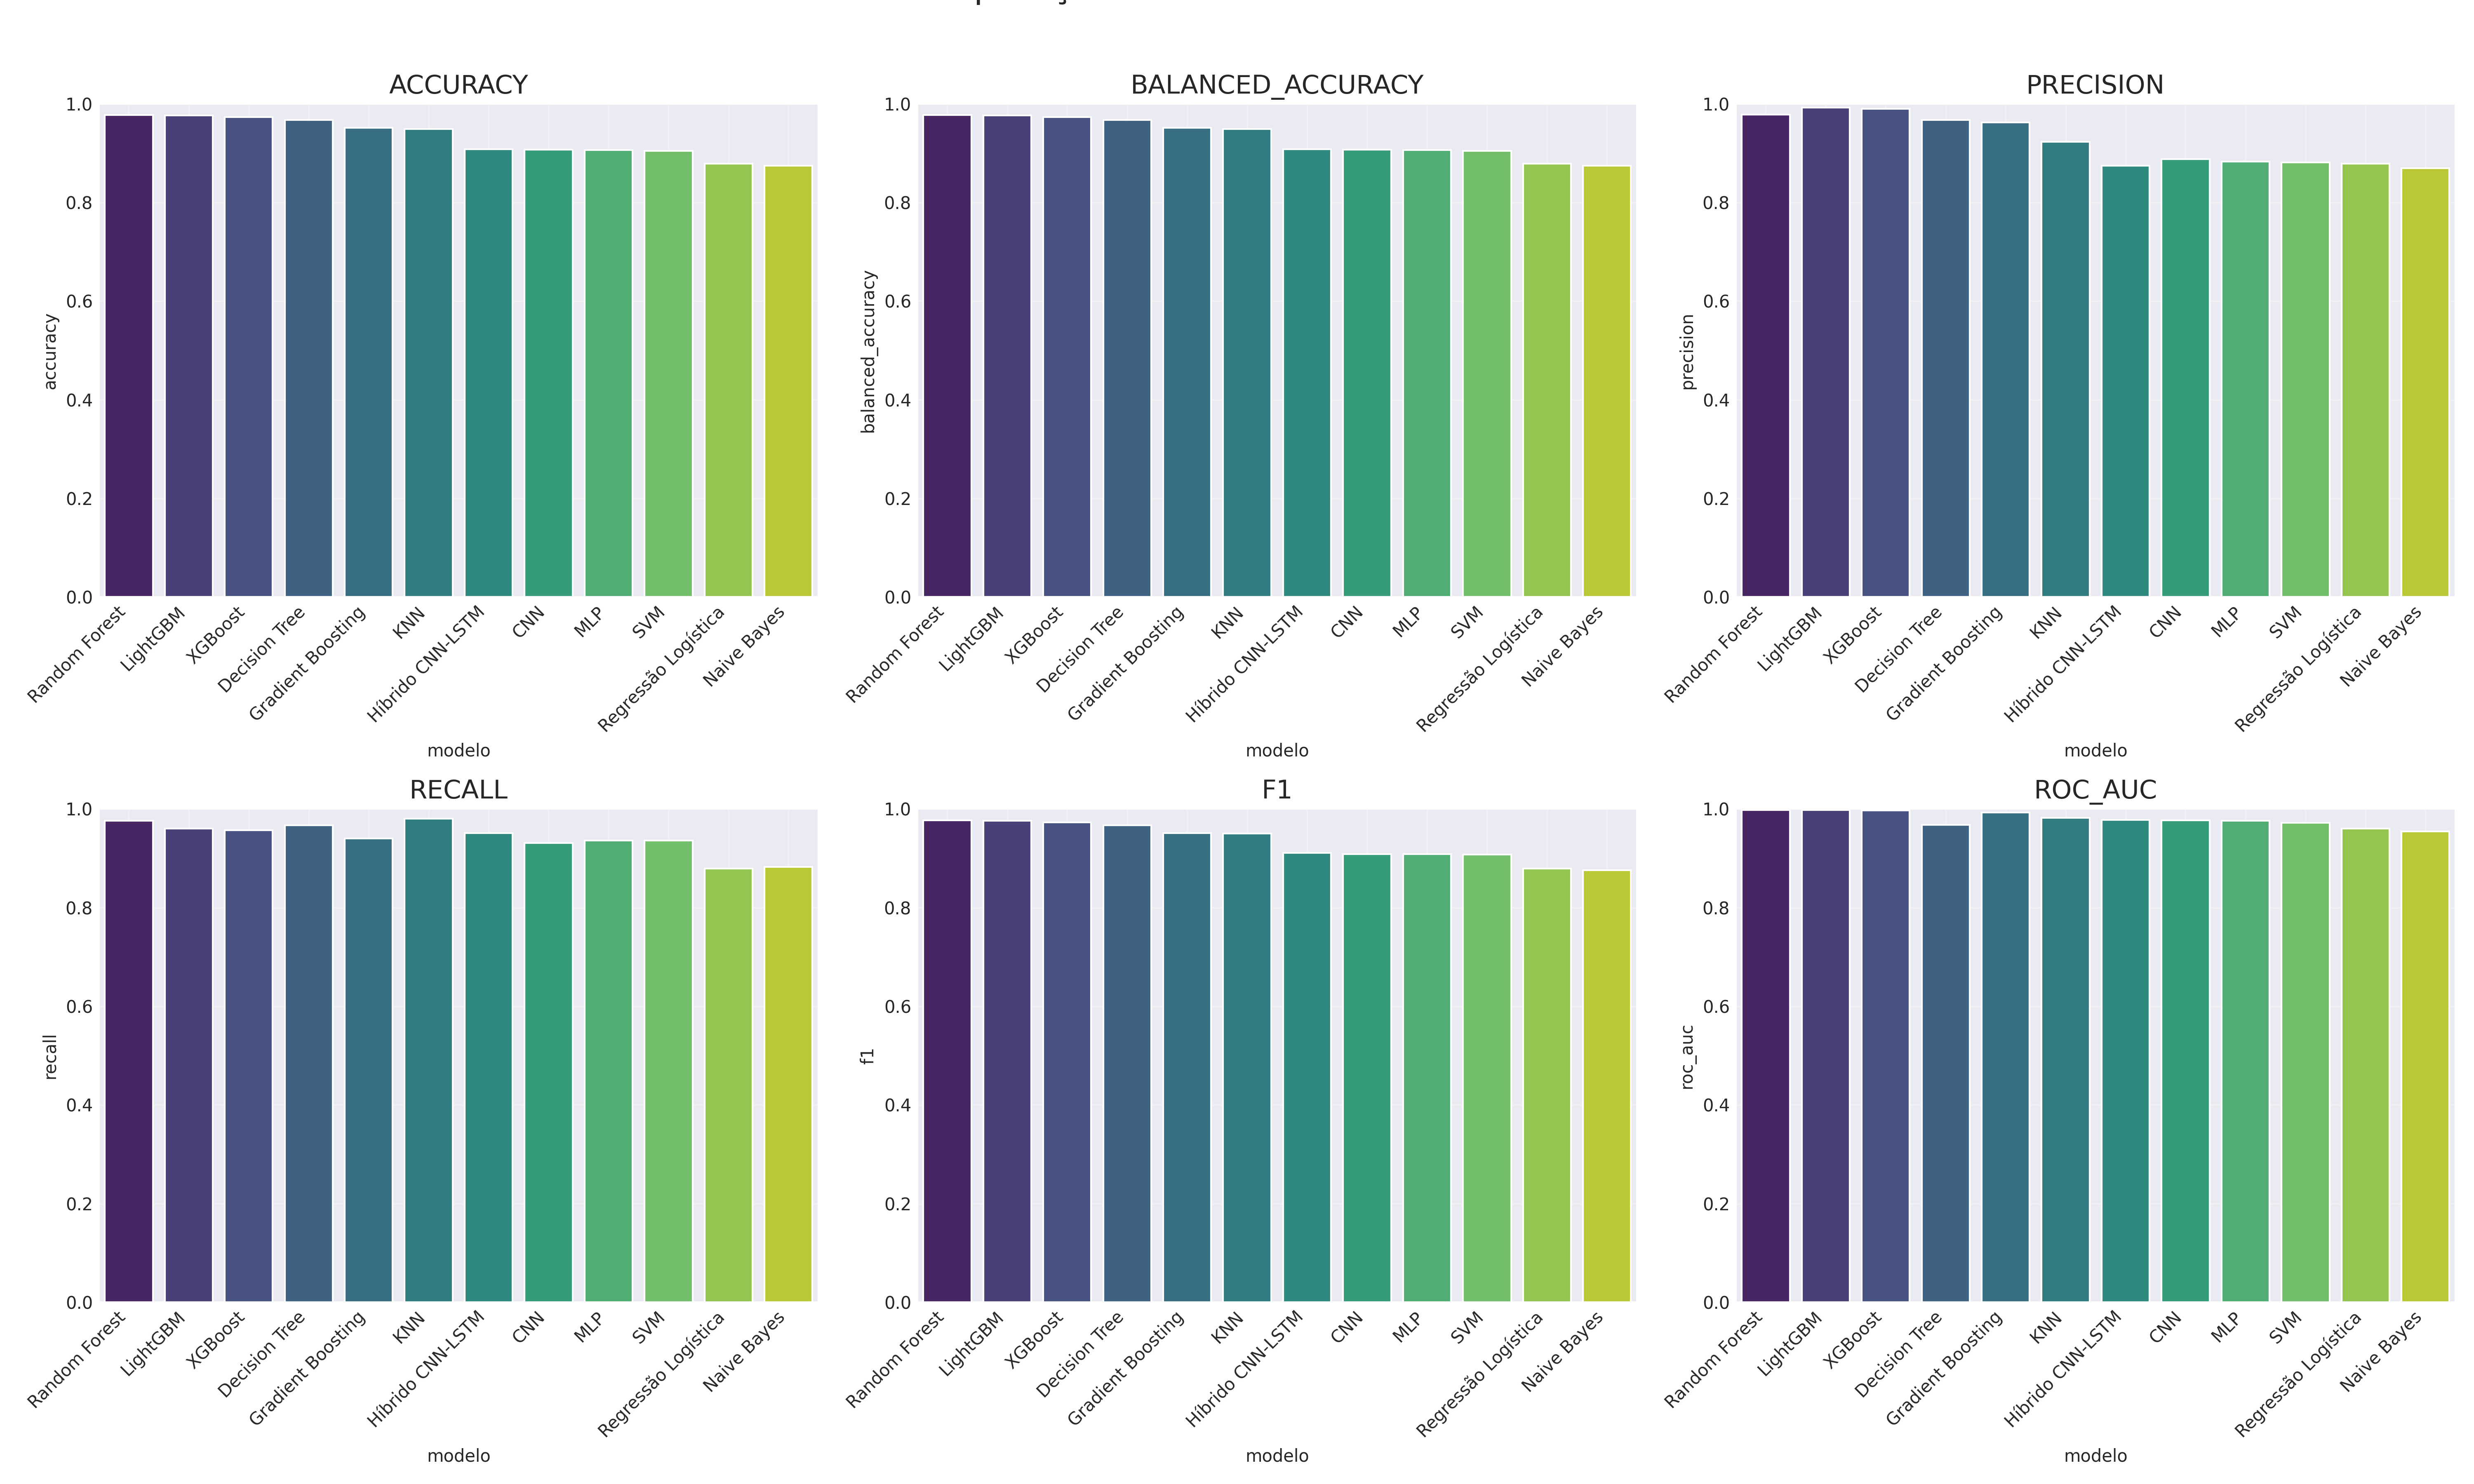 ACCURACY
1.0
0.8
0.6
0.4
0.2
0.0
accuracy
Random Forest
LightGBM
XGBoost
Decision Tree
Gradient Boosting
KNN
Híbrido CNN-LSTM
CNN
MLP
SVM
Regressão Logística
Naive Bayes
modelo
BALANCED_ACCURACY
1.0
0.8
0.6
0.4
0.2
0.0
balanced_accuracy
Random Forest
LightGBM
XGBoost
Decision Tree
Gradient Boosting
KNN
Híbrido CNN-LSTM
CNN
MLP
SVM
Regressão Logística
Naive Bayes
modelo
PRECISION
1.0
0.8
0.6
0.4
0.2
0.0
precision
Random Forest
LightGBM
XGBoost
Decision Tree
Gradient Boosting
KNN
Híbrido CNN-LSTM
CNN
MLP
SVM
Regressão Logística
Naive Bayes
modelo
RECALL
1.0
0.8
0.6
0.4
0.2
0.0
recall
Random Forest
LightGBM
XGBoost
Decision Tree
Gradient Boosting
KNN
Híbrido CNN-LSTM
CNN
MLP
SVM
Regressão Logística
Naive Bayes
modelo
F1
1.0
0.8
0.6
0.4
0.2
0.0
f1
Random Forest
LightGBM
XGBoost
Decision Tree
Gradient Boosting
KNN
Híbrido CNN-LSTM
CNN
MLP
SVM
Regressão Logística
Naive Bayes
modelo
ROC_AUC
1.0
0.8
0.6
0.4
0.2
0.0
roc_auc
Random Forest
LightGBM
XGBoost
Decision Tree
Gradient Boosting
KNN
Híbrido CNN-LSTM
CNN
MLP
SVM
Regressão Logística
Naive Bayes
modelo